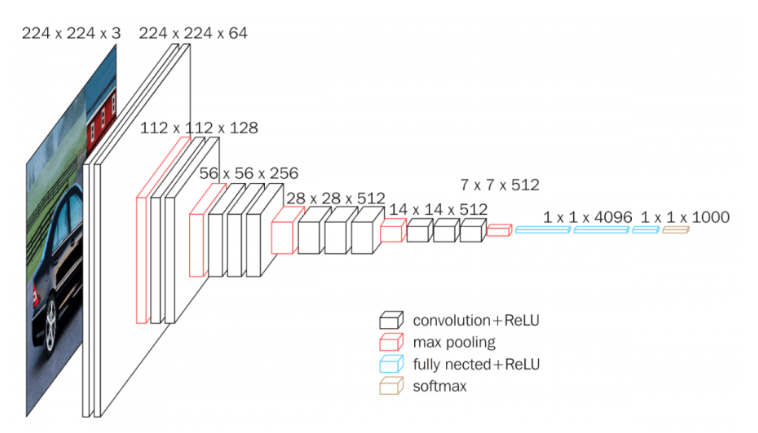 224 x 224 x 3
224 x 224 x 64
112 x 112 x 128
56 x 56 x 256
28 x 28 x 512
14 x 14 x 512
7 x 7 x 512
1 x 1 x 4096
1 x 1 x 1000
convolution+ReLU
max pooling
fully nected+ReLU
softmax